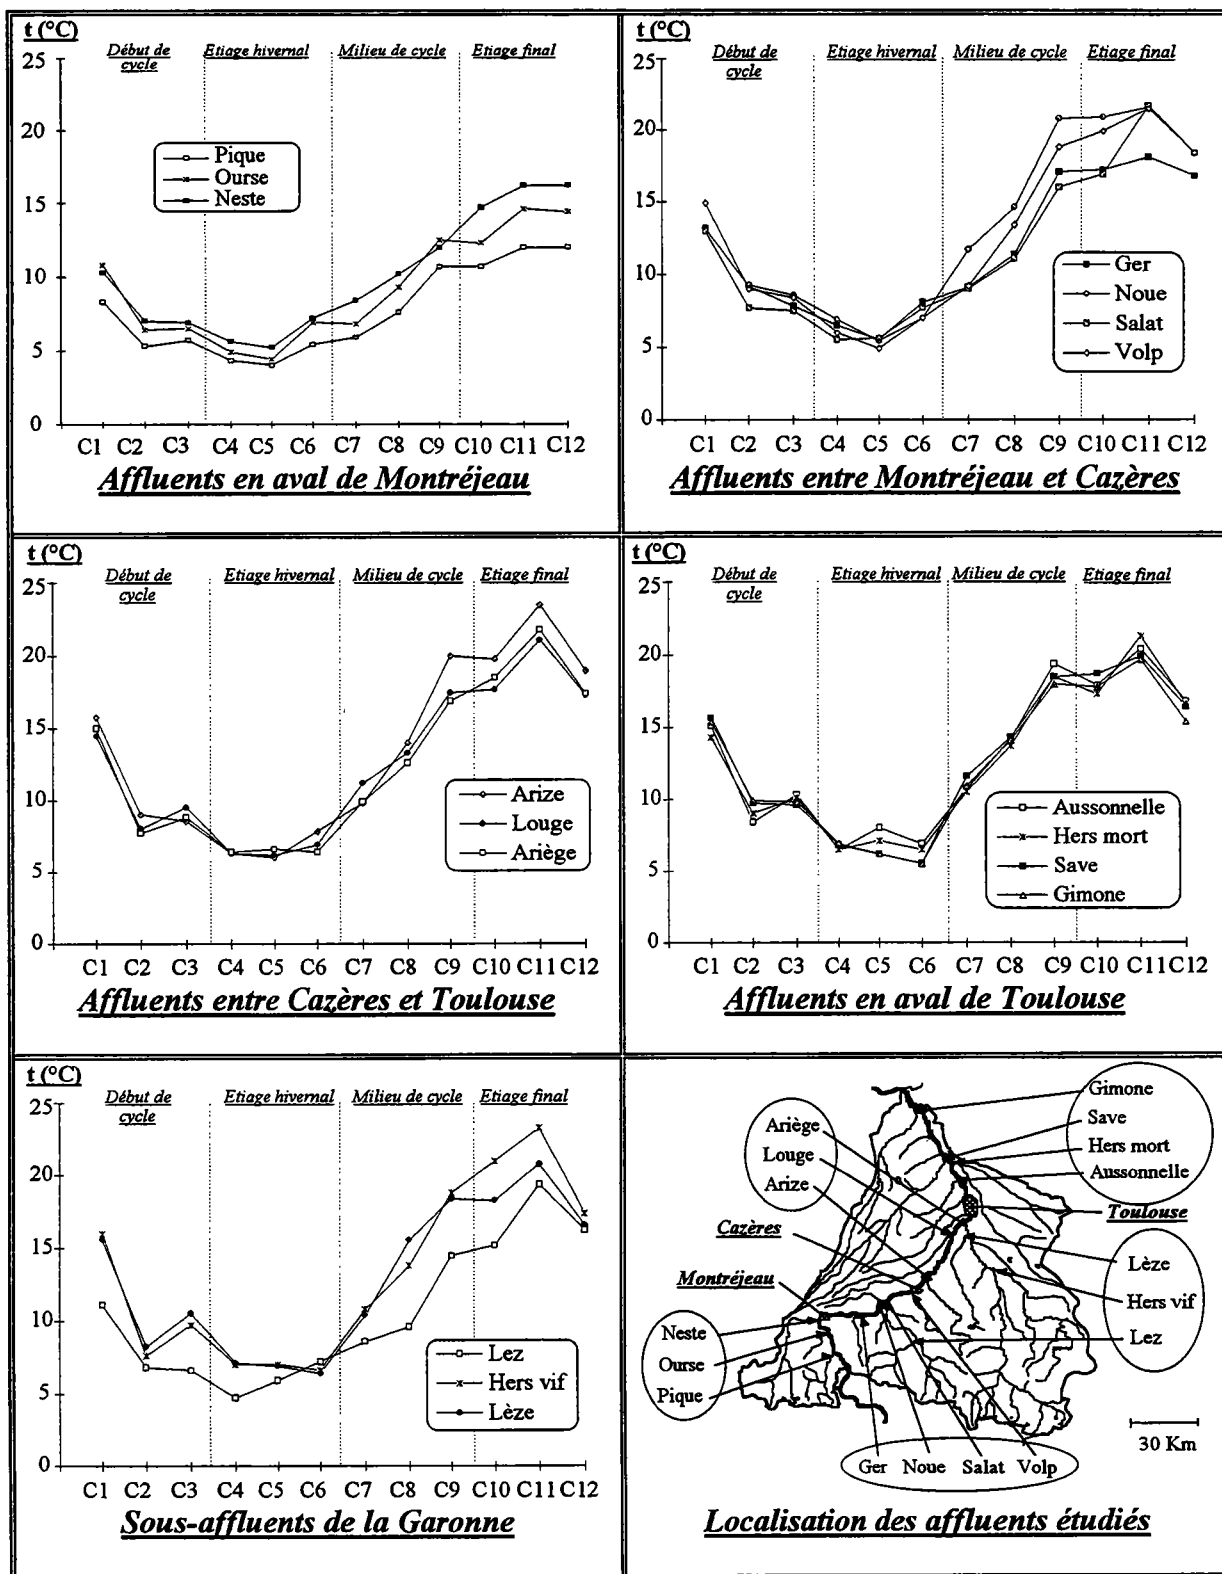 t (°C)
Début de
cycle
Etiage hivernal
Milieu de cycle
Etiage final
25
20
15
10
5
0
Pique
Ourse
Neste
C1 C2 C3 C4 C5 C6 C7 C8 C9 C10 C11 C12
Affluents en aval de Montréjeau
t (°C)
Début de
cycle
Etiage hivernal
Milieu de cycle
Etiage final
25
20
15
10
5
0
Ger
Noue
Salat
Volp
C1 C2 C3 C4 C5 C6 C7 C8 C9 C10 C11 C12
Affluents entre Montréjeau et Cazères
t (°C)
Début de
cycle
Etiage hivernal
Milieu de cycle
Etiage final
25
20
15
10
5
0
Arize
Louge
Ariège
C1 C2 C3 C4 C5 C6 C7 C8 C9 C10 C11 C12
Affluents entre Cazères et Toulouse
t (°C)
Début de
cycle
Etiage hivernal
Milieu de cycle
Etiage final
25
20
15
10
5
0
Aussonnelle
Hers mort
Save
Gimone
C1 C2 C3 C4 C5 C6 C7 C8 C9 C10 C11 C12
Affluents en aval de Toulouse
t (°C)
Début de
cycle
Etiage hivernal
Milieu de cycle
Etiage final
25
20
15
10
5
0
Lez
Hers vif
Lèze
C1 C2 C3 C4 C5 C6 C7 C8 C9 C10 C11 C12
Sous-affluents de la Garonne
Gimone
Save
Hers mort
Aussonnelle
Toulouse
Ariège
Louge
Arize
Cazères
Montréjeau
Lèze
Hers vif
Lez
Neste
Ourse
Pique
Ger Noue Salat Volp
30 Km
Localisation des affluents étudiés